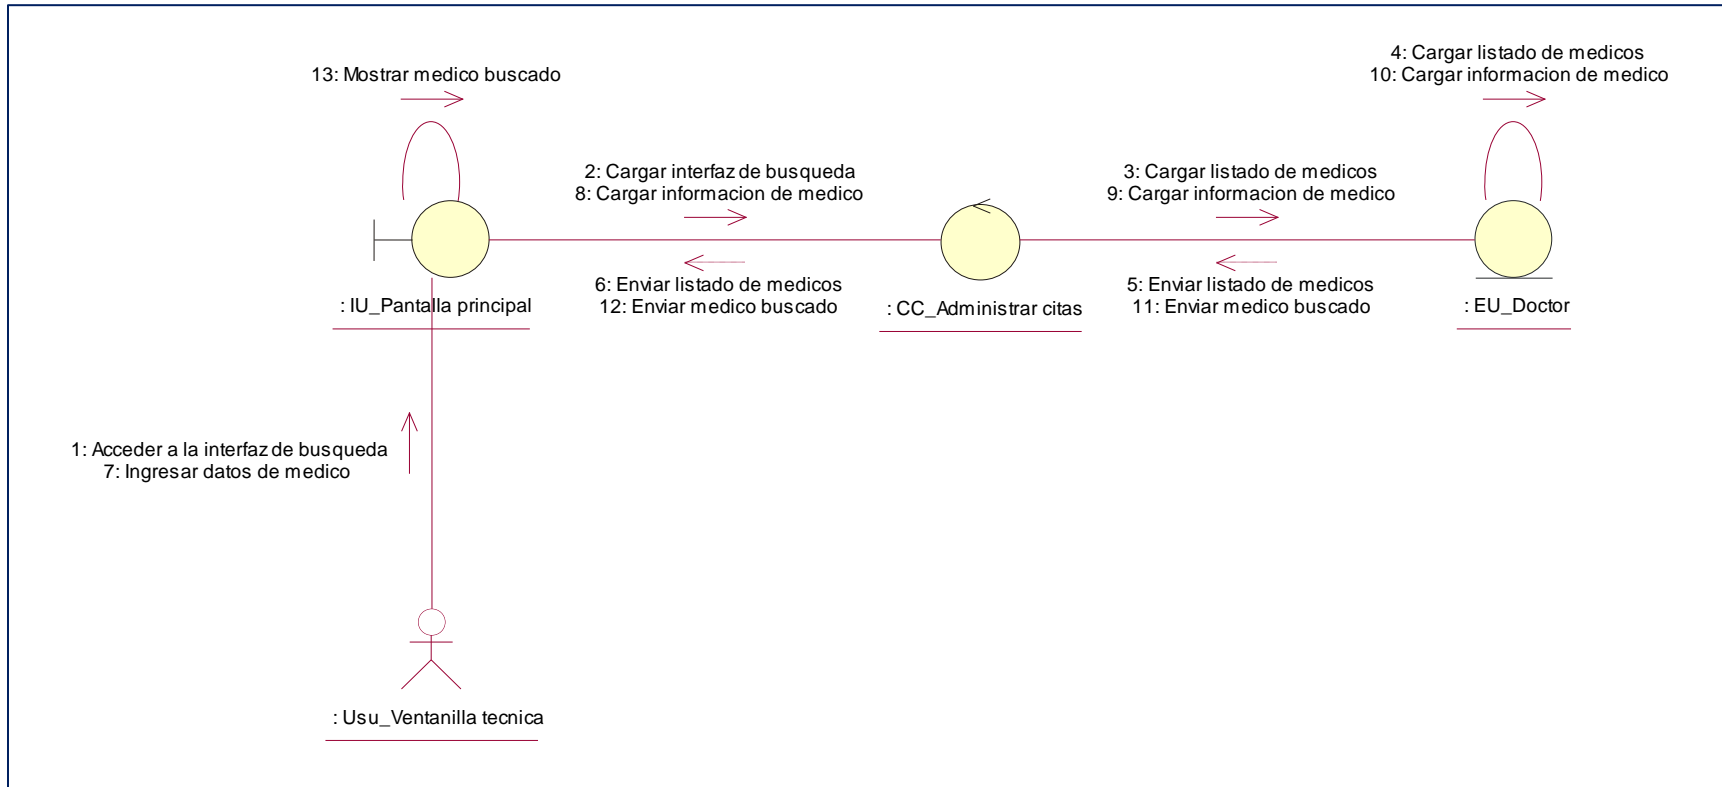 13: Mostrar medico buscado
4: Cargar listado de medicos
10: Cargar informacion de medico
2: Cargar interfaz de busqueda
8: Cargar informacion de medico
3: Cargar listado de medicos
9: Cargar informacion de medico
6: Enviar listado de medicos
12: Enviar medico buscado
5: Enviar listado de medicos
11: Enviar medico buscado
: IU_Pantalla principal
: CC_Administrar citas
: EU_Doctor
1: Acceder a la interfaz de busqueda
7: Ingresar datos de medico
: Usu_Ventanilla tecnica